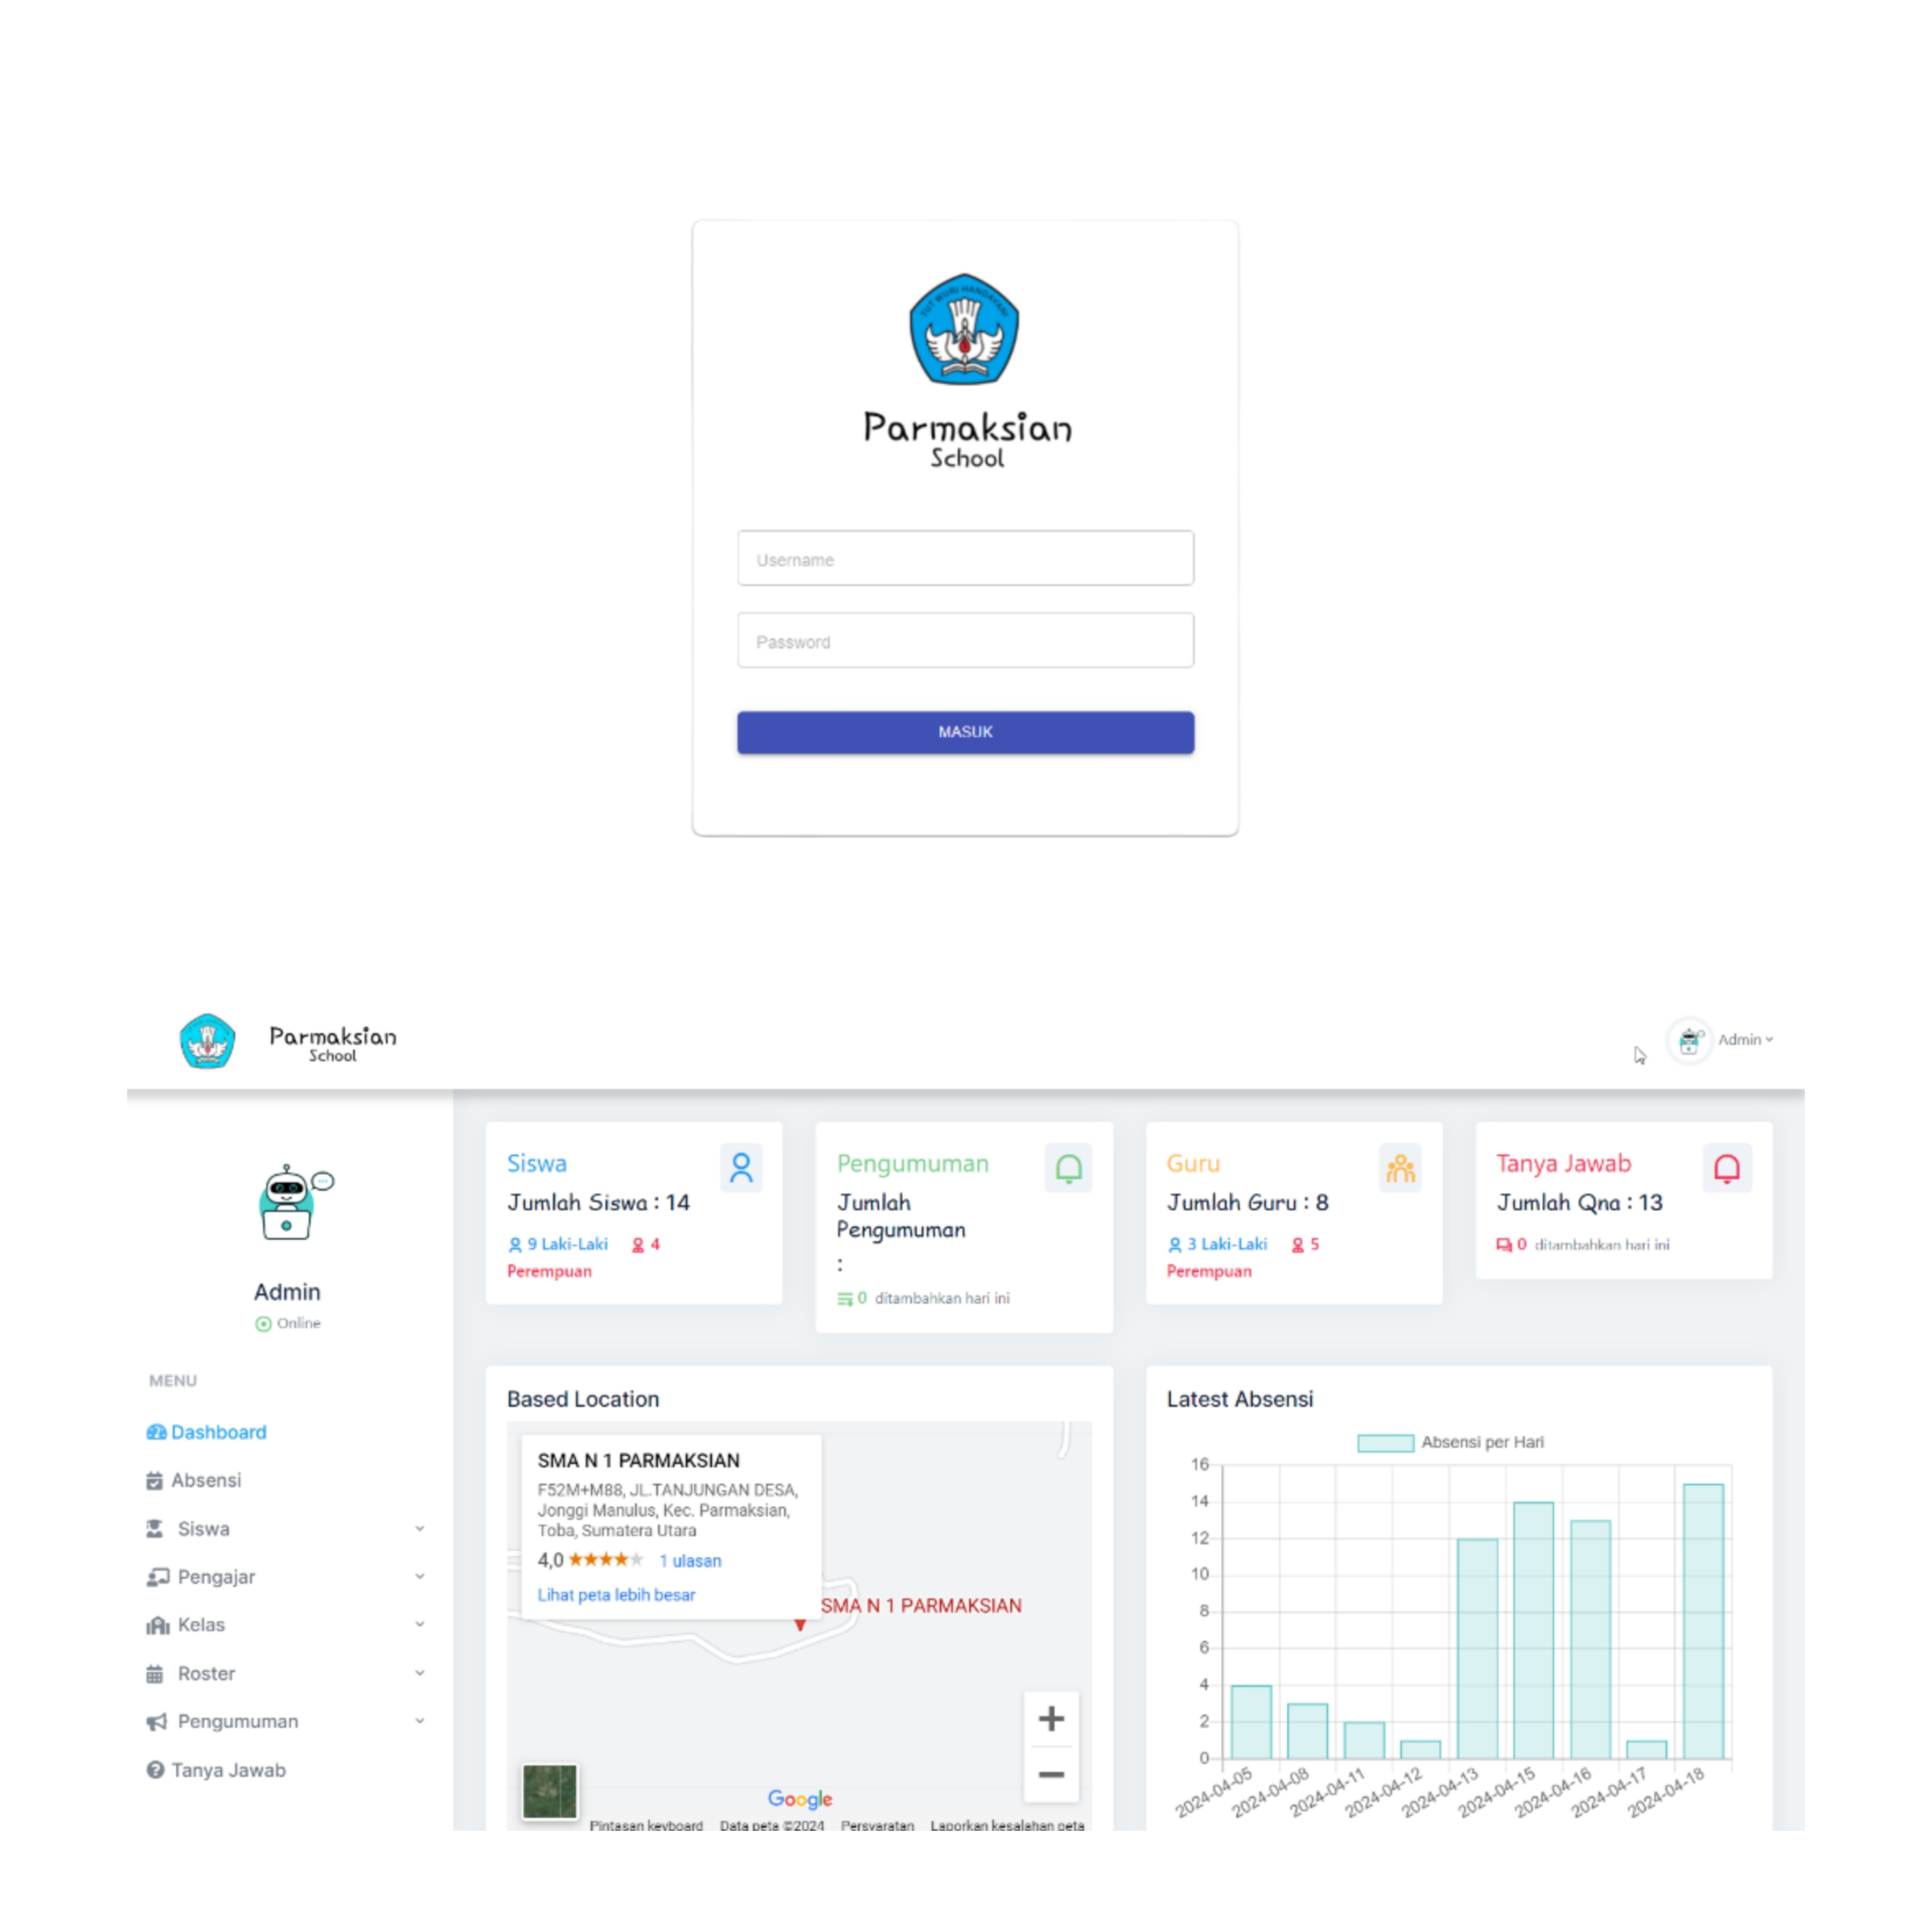 TUT WURI HANDAYANI
Parmaksian
School
Username
Password
MASUK
Parmaksian
School
Admin
Admin
Online
MENU
Dashboard
Absensi
Siswa
Pengajar
Kelas
Roster
Pengumuman
Tanya Jawab
Siswa
Jumlah Siswa : 14
9 Laki-Laki 4
Perempuan
Pengumuman
Jumlah
Pengumuman
:
0 ditambahkan hari ini
Guru
Jumlah Guru : 8
3 Laki-Laki 5
Perempuan
Tanya Jawab
Jumlah Qna : 13
0 ditambahkan hari ini
Based Location
SMA N 1 PARMAKSIAN
F52M+M88, JL.TANJUNGAN DESA,
Jonggi Manulus, Kec. Parmaksian,
Toba, Sumatera Utara
4,0 ★★★★★ 1 ulasan
Lihat peta lebih besar
SMA N 1 PARMAKSIAN
Google
Pintasan keyboard Data peta ©2024 Persyaratan Laporkan kesalahan peta
Latest Absensi
Absensi per Hari
16
14
12
10
8
6
4
2
0
2024-04-05 2024-04-08 2024-04-11 2024-04-12 2024-04-13 2024-04-15 2024-04-16 2024-04-17 2024-04-18